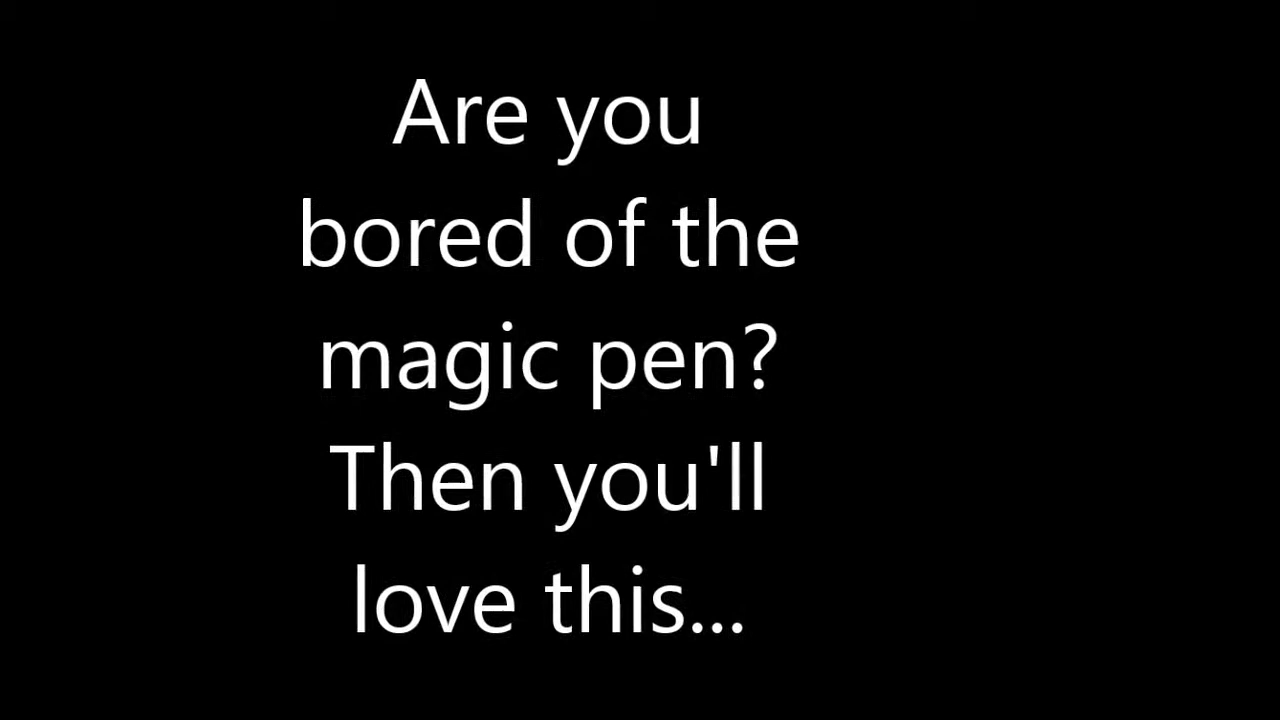 Are you
bored of the
magic pen?
Then you'll
love this...